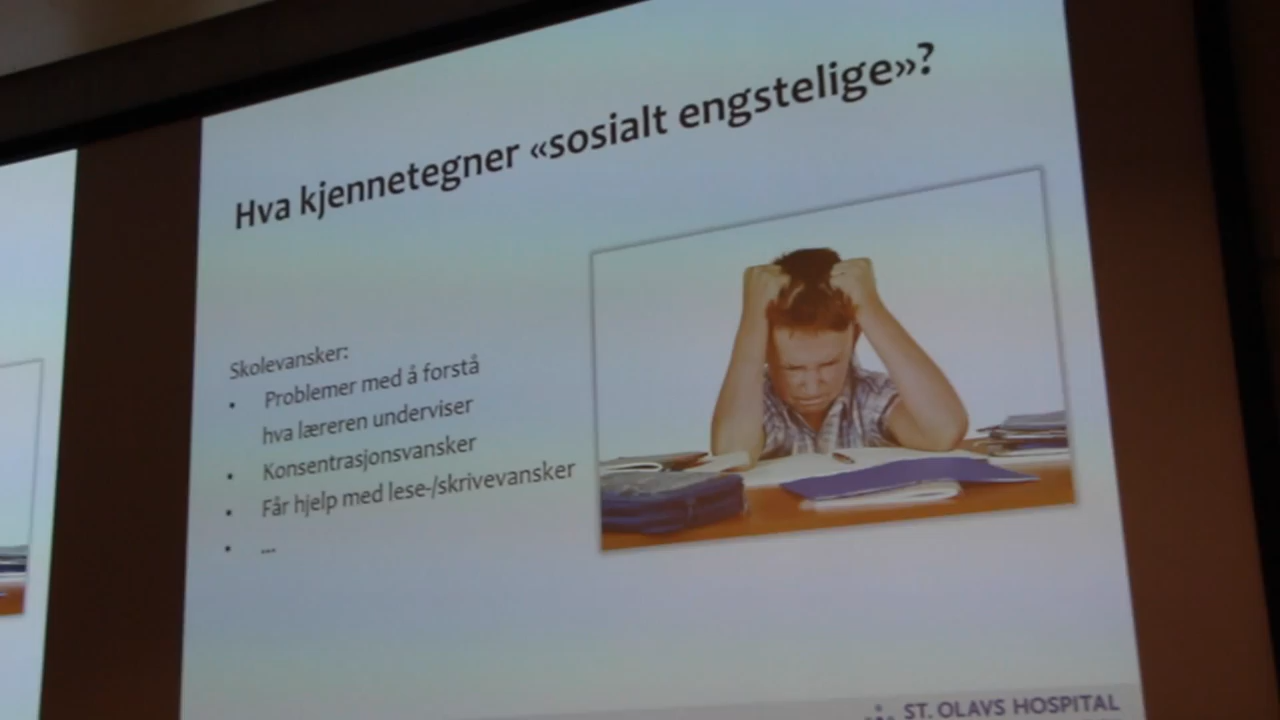 Hva kjennetegner «sosialt engstelige»?
Skolevansker:
• Problemer med å forstå
hva læreren underviser
• Konsentrasjonsvansker
• Får hjelp med lese-/skrivevansker
• ...
ST. OLAVS HOSPITAL